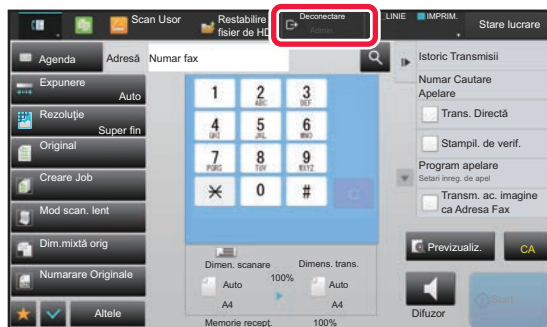 Scan Usor
Restabilire
fisier de HD
Deconectare
Admin...
LINIE
IMPRIM.
Stare lucrare
Agenda
Adresă
Numar fax
Istoric Transmisii
Expunere
Auto
Numar Cautare
Apelare
Rezoluţie
Super fin
Trans. Directă
Original
Stampil. de verif.
Creare Job
Program apelare
Setari inreg. de apel
Mod scan. lent
Transm. ac. imagine
ca Adresa Fax
Dim.mixtă orig
Numarare Originale
Altele
1
2
ABC
3
DEF
4
GHI
5
JKL
6
MNO
7
PQRS
8
TUV
9
WXYZ
0
#
Dimen. scanare
Dimens. trans.
100%
Auto
A4
Auto
A4
Memorie recept.
100%
Previzualiz.
CA
Difuzor
Start